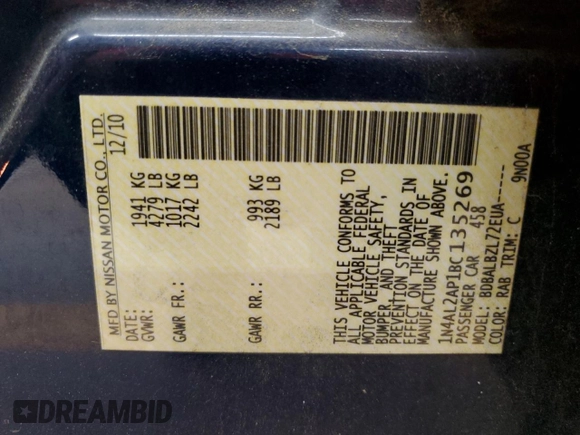 MFD BY NISSAN MOTOR CO., LTD.
DATE: 12/10
GVWR: 1941 KG
4279 LB
GAWR FR: 1017 KG
2242 LB
GAWR RR: 993 KG
2189 LB
THIS VEHICLE CONFORMS TO
ALL APPLICABLE FEDERAL
MOTOR VEHICLE SAFETY,
BUMPER, AND THEFT
PREVENTION STANDARDS IN
EFFECT ON THE DATE OF
MANUFACTURE SHOWN ABOVE.
1N4AL2AP1BC135269
PASSENGER CAR 458
MODEL: BDBALBZL72EUA-----
COLOR: RAB TRIM: C 9N00A
DREAMBID